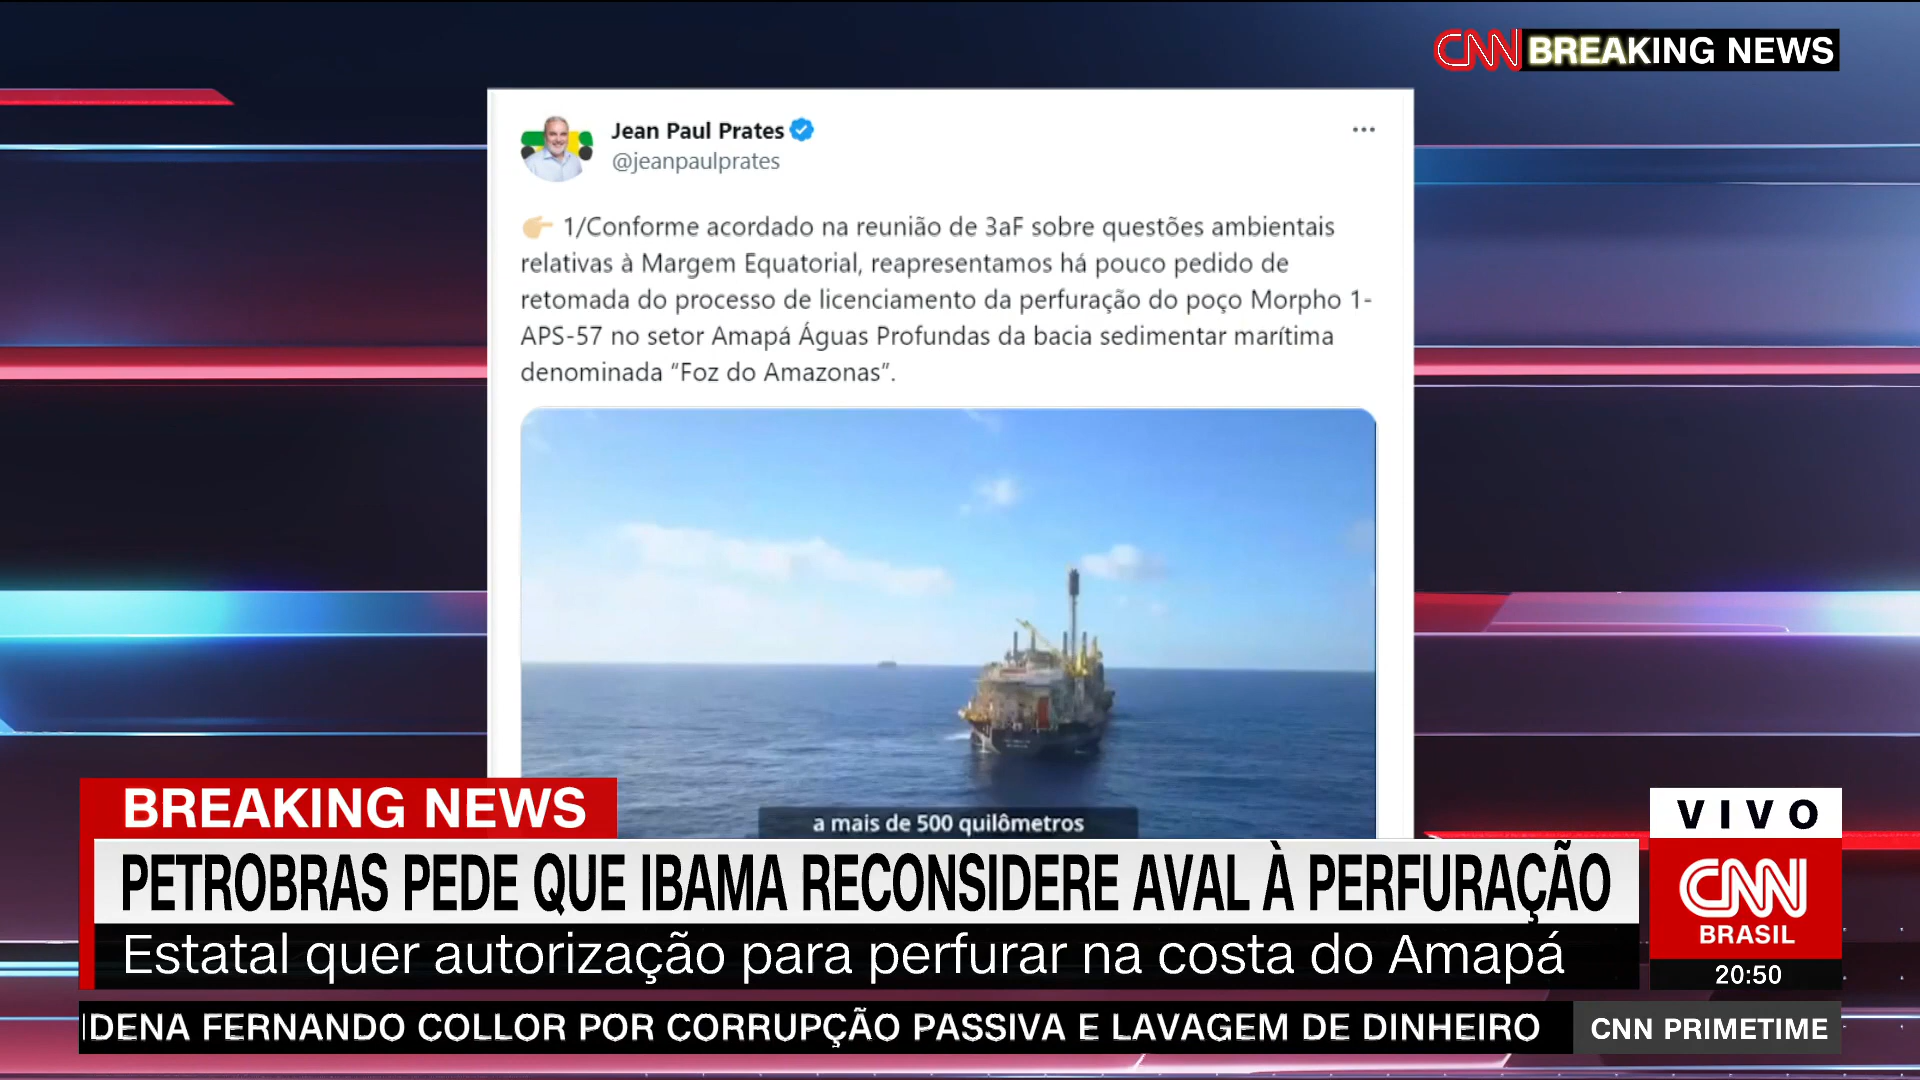 CNN BREAKING NEWS
Jean Paul Prates
@jeanpaulprates
1/Conforme acordado na reunião de 3aF sobre questões ambientais
relativas à Margem Equatorial, reapresentamos há pouco pedido de
retomada do processo de licenciamento da perfuração do poço Morpho 1-
APS-57 no setor Amapá Águas Profundas da bacia sedimentar marítima
denominada “Foz do Amazonas”.
a mais de 500 quilômetros
BREAKING NEWS
PETROBRAS PEDE QUE IBAMA RECONSIDERE AVAL À PERFURAÇÃO
Estatal quer autorização para perfurar na costa do Amapá
VIVO
CNN
BRASIL
20:50
DENA FERNANDO COLLOR POR CORRUPÇÃO PASSIVA E LAVAGEM DE DINHEIRO
CNN PRIMETIME